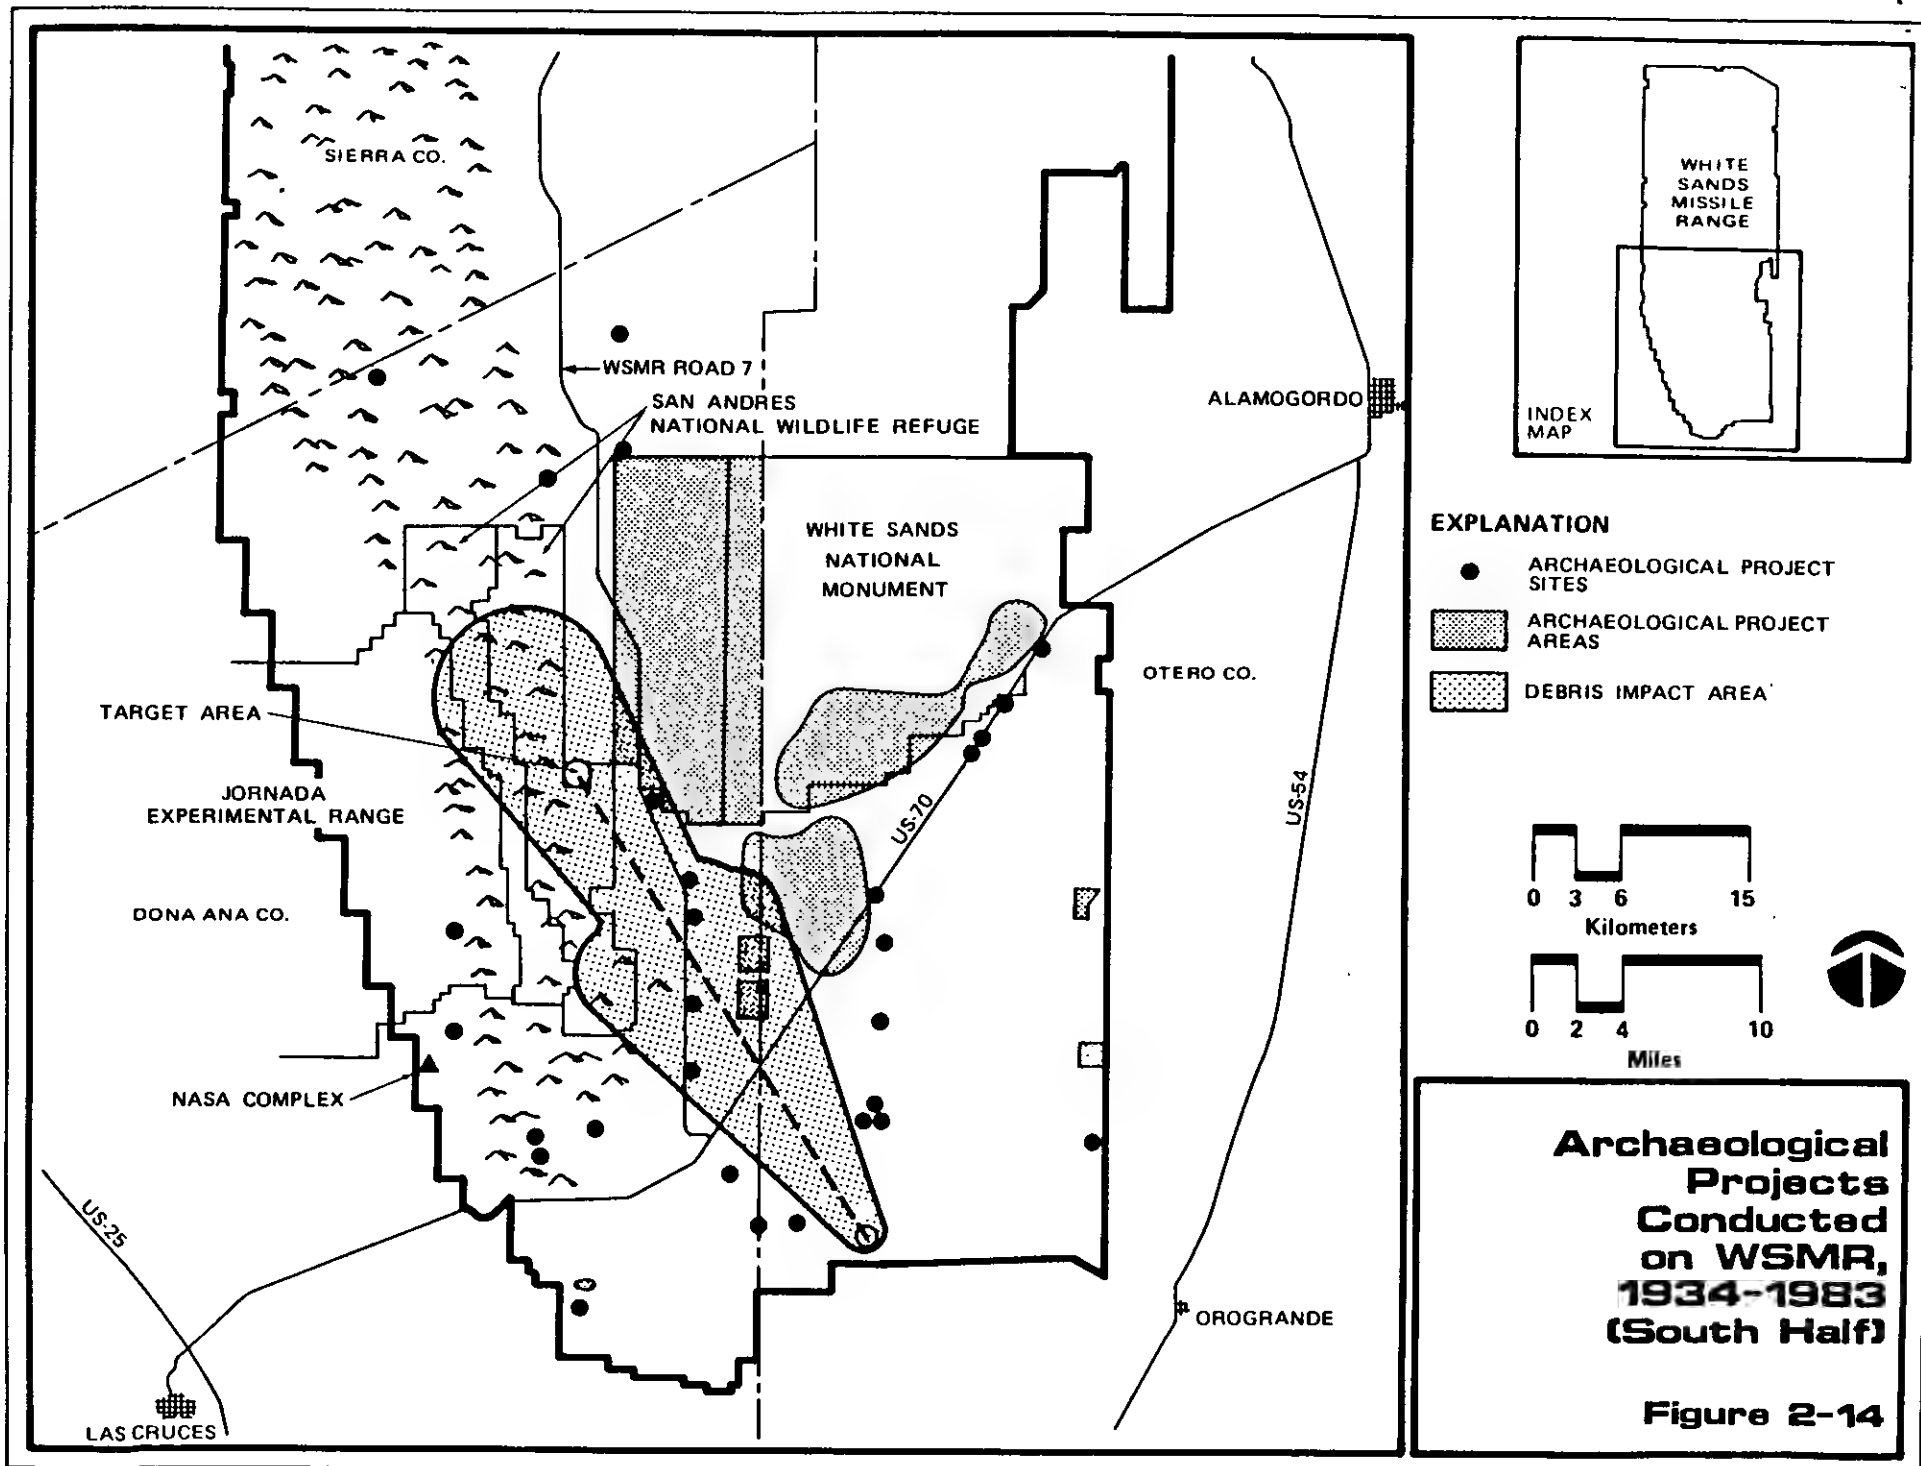 SIERRA CO.
WSMR ROAD 7
SAN ANDRES
NATIONAL WILDLIFE REFUGE
ALAMOGORDO
WHITE SANDS
NATIONAL
MONUMENT
OTERO CO.
TARGET AREA
JORNADA
EXPERIMENTAL RANGE
US-70
US-54
DONA ANA CO.
NASA COMPLEX
US-25
OROGRANDE
LAS CRUCES
WHITE
SANDS
MISSILE
RANGE
INDEX
MAP
EXPLANATION
ARCHAEOLOGICAL PROJECT
SITES
ARCHAEOLOGICAL PROJECT
AREAS
DEBRIS IMPACT AREA
0 3 6 15
Kilometers
0 2 4 10
Miles
Archaeological
Projects
Conducted
on WSMR,
1934-1983
(South Half)
Figure 2-14